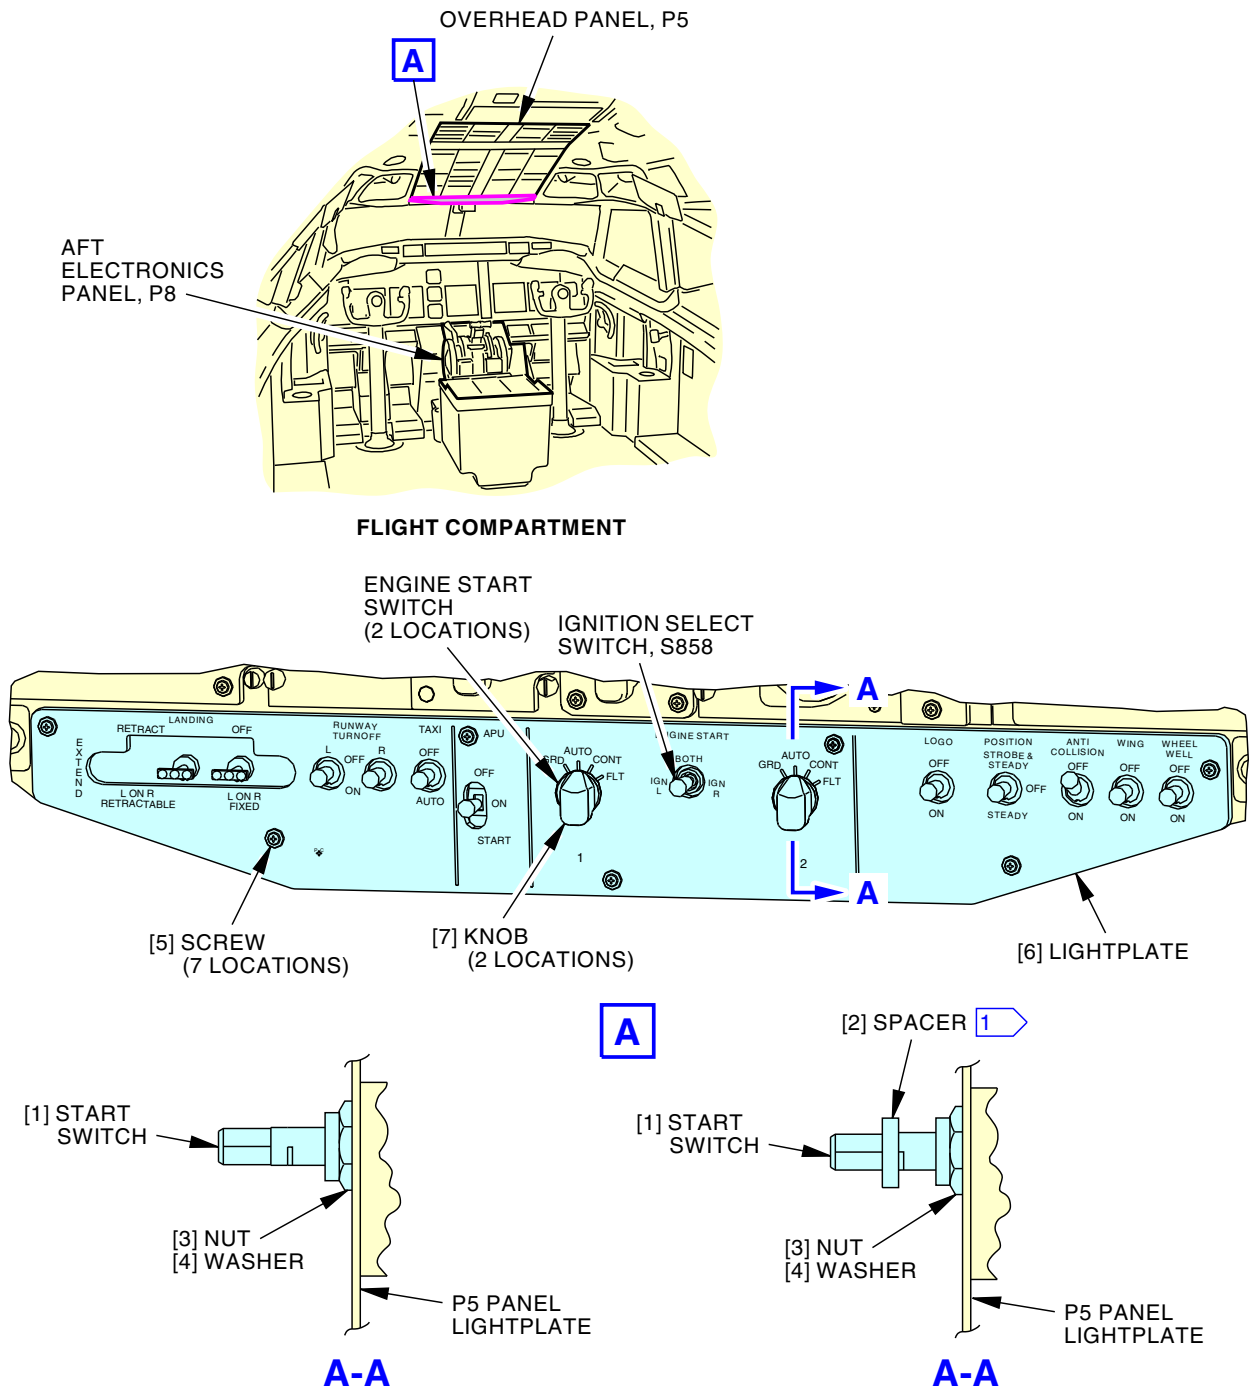 OVERHEAD PANEL, P5
A
AFT
ELECTRONICS
PANEL, P8
FLIGHT COMPARTMENT
ENGINE START
SWITCH
(2 LOCATIONS)
IGNITION SELECT
SWITCH, S858
A
LANDING
RETRACT
OFF
EXTEND
L ON R
RETRACTABLE
L ON R
FIXED
RUNWAY
TURNOFF
L
R
OFF
ON
TAXI
OFF
AUTO
APU
OFF
ON
START
ENGINE START
AUTO
GRD
CONT
FLT
1
BOTH
IGN
L
IGN
R
AUTO
GRD
CONT
FLT
2
LOGO
OFF
ON
POSITION
STROBE &
STEADY
OFF
STEADY
ANTI
COLLISION
OFF
ON
WING
OFF
ON
WHEEL
WELL
OFF
ON
A
[5] SCREW
(7 LOCATIONS)
[7] KNOB
(2 LOCATIONS)
[6] LIGHTPLATE
A
[2] SPACER 1
[1] START
SWITCH
[3] NUT
[4] WASHER
P5 PANEL
LIGHTPLATE
A-A
[1] START
SWITCH
[3] NUT
[4] WASHER
P5 PANEL
LIGHTPLATE
A-A